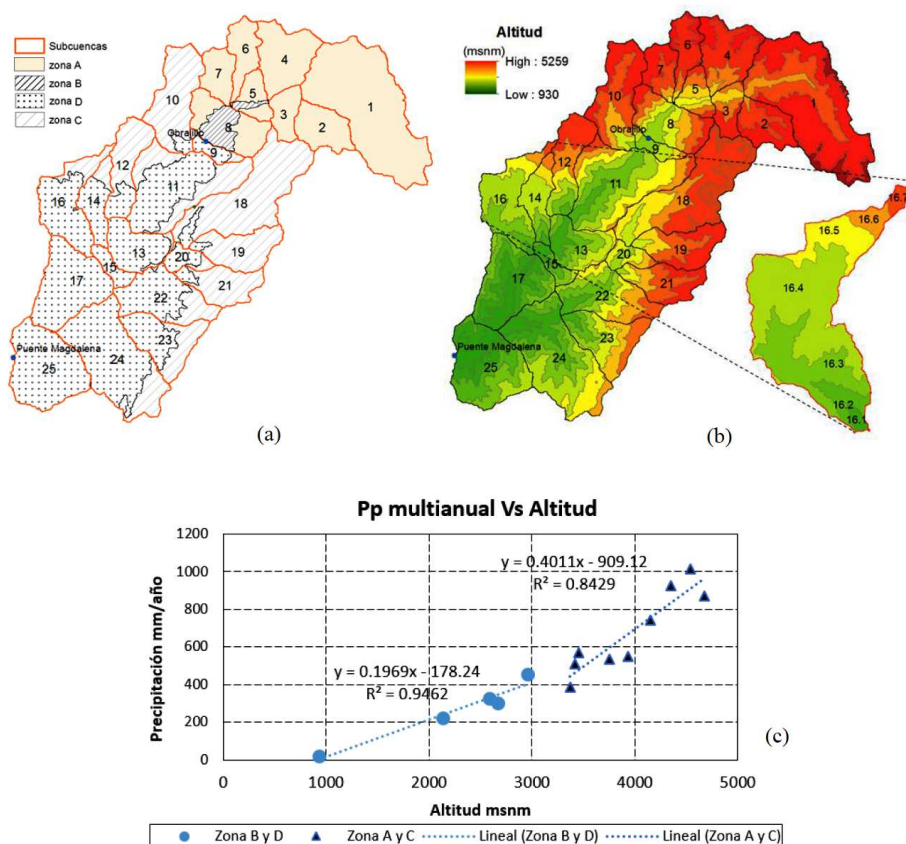 Subcuencas
zona A
zona B
zona D
zona C
6
4
7
1
5
10
3
2
8
Obrajillo
9
12
11
18
16
14
13
20
19
15
21
17
22
23
Puente Magdalena
24
25
(a)
Altitud
(msnm)
High : 5259
Low : 930
6
4
7
1
5
10
3
2
8
Obrajillo
9
12
11
18
16
14
13
20
19
15
21
17
22
23
Puente Magdalena
24
25
16.7
16.6
16.5
16.4
16.3
16.2
16.1
(b)
Pp multianual Vs Altitud
Precipitación mm/año
1200
1000
800
600
400
200
0
y = 0.4011x - 909.12
R² = 0.8429
y = 0.1969x - 178.24
R² = 0.9462
(c)
0 1000 2000 3000 4000 5000
Altitud msnm
Zona B y D Zona A y C Lineal (Zona B y D) Lineal (Zona A y C)